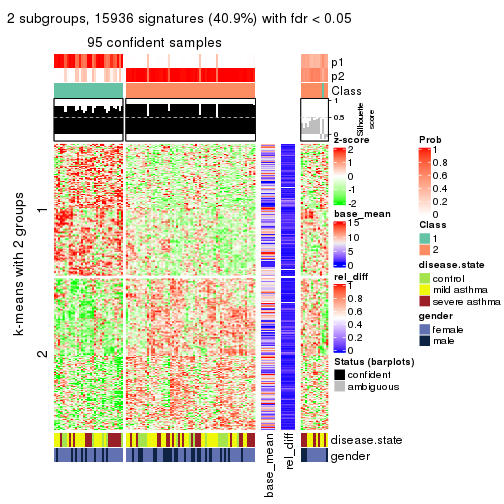 2 subgroups, 15936 signatures (40.9%) with fdr < 0.05
95 confident samples
p1
p2
Class
1
0.5
0
Silhouette
score
k-means with 2 groups
1
2
z-score
2
1
0
-1
-2
base_mean
15
10
5
0
rel_diff
1
0.8
0.6
0.4
0.2
0
Status (barplots)
confident
ambiguous
Prob
1
0.8
0.6
0.4
0.2
0
Class
1
2
disease.state
control
mild asthma
severe asthma
gender
female
male
disease.state
gender
base_mean
rel_diff